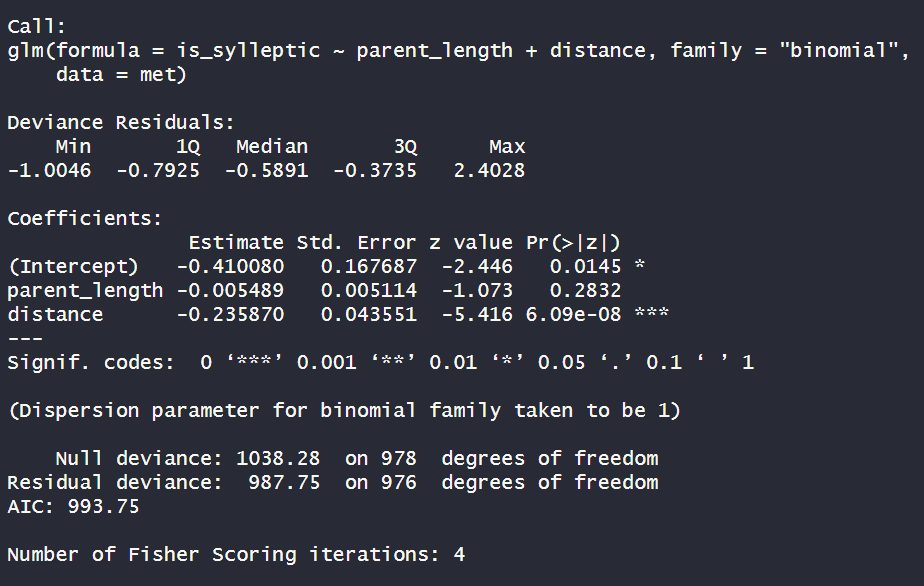 Call:
glm(formula = is_sylleptic ~ parent_length + distance, family = "binomial",
    data = met)

Deviance Residuals:
    Min       1Q   Median       3Q      Max
-1.0046  -0.7925  -0.5891  -0.3735   2.4028

Coefficients:
               Estimate Std. Error z value Pr(>|z|)
(Intercept)   -0.410080   0.167687  -2.446   0.0145 *
parent_length -0.005489   0.005114  -1.073   0.2832
distance      -0.235870   0.043551  -5.416 6.09e-08 ***
---
Signif. codes:  0 ‘***’ 0.001 ‘**’ 0.01 ‘*’ 0.05 ‘.’ 0.1 ‘ ’ 1

(Dispersion parameter for binomial family taken to be 1)

    Null deviance: 1038.28  on 978  degrees of freedom
Residual deviance:  987.75  on 976  degrees of freedom
AIC: 993.75

Number of Fisher Scoring iterations: 4